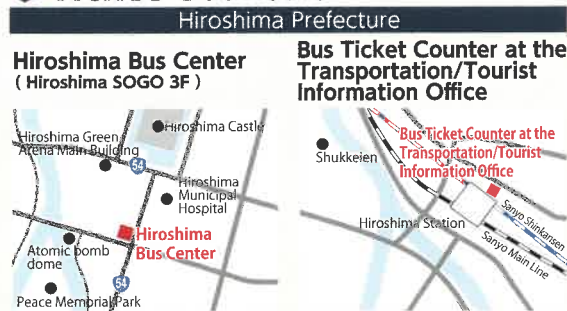 Hiroshima Prefecture
Hiroshima Bus Center
( Hiroshima SOGO 3F )
Hiroshima Castle
Hiroshima Green
Arena Main Building
54
Hiroshima
Municipal
Hospital
Hiroshima
Bus Center
Atomic bomb
dome
54
Peace Memorial Park
Bus Ticket Counter at the
Transportation/Tourist
Information Office
Bus Ticket Counter at the
Transportation/Tourist
Information Office
Shukkeien
Hiroshima Station
Sanyo Shinkansen
Sanyo Main Line